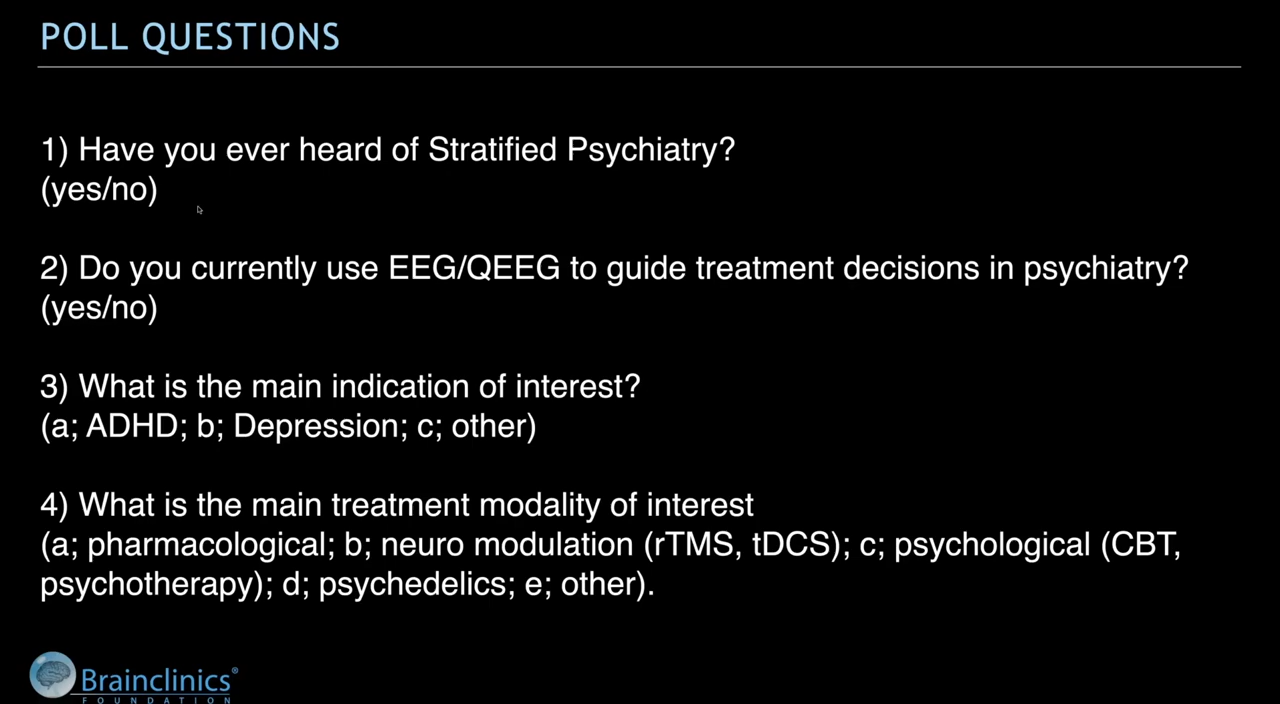 POLL QUESTIONS
1) Have you ever heard of Stratified Psychiatry?
(yes/no)
2) Do you currently use EEG/QEEG to guide treatment decisions in psychiatry?
(yes/no)
3) What is the main indication of interest?
(a; ADHD; b; Depression; c; other)
4) What is the main treatment modality of interest
(a; pharmacological; b; neuro modulation (rTMS, tDCS); c; psychological (CBT,
psychotherapy); d; psychedelics; e; other).
Brainclinics®
FOUNDATION